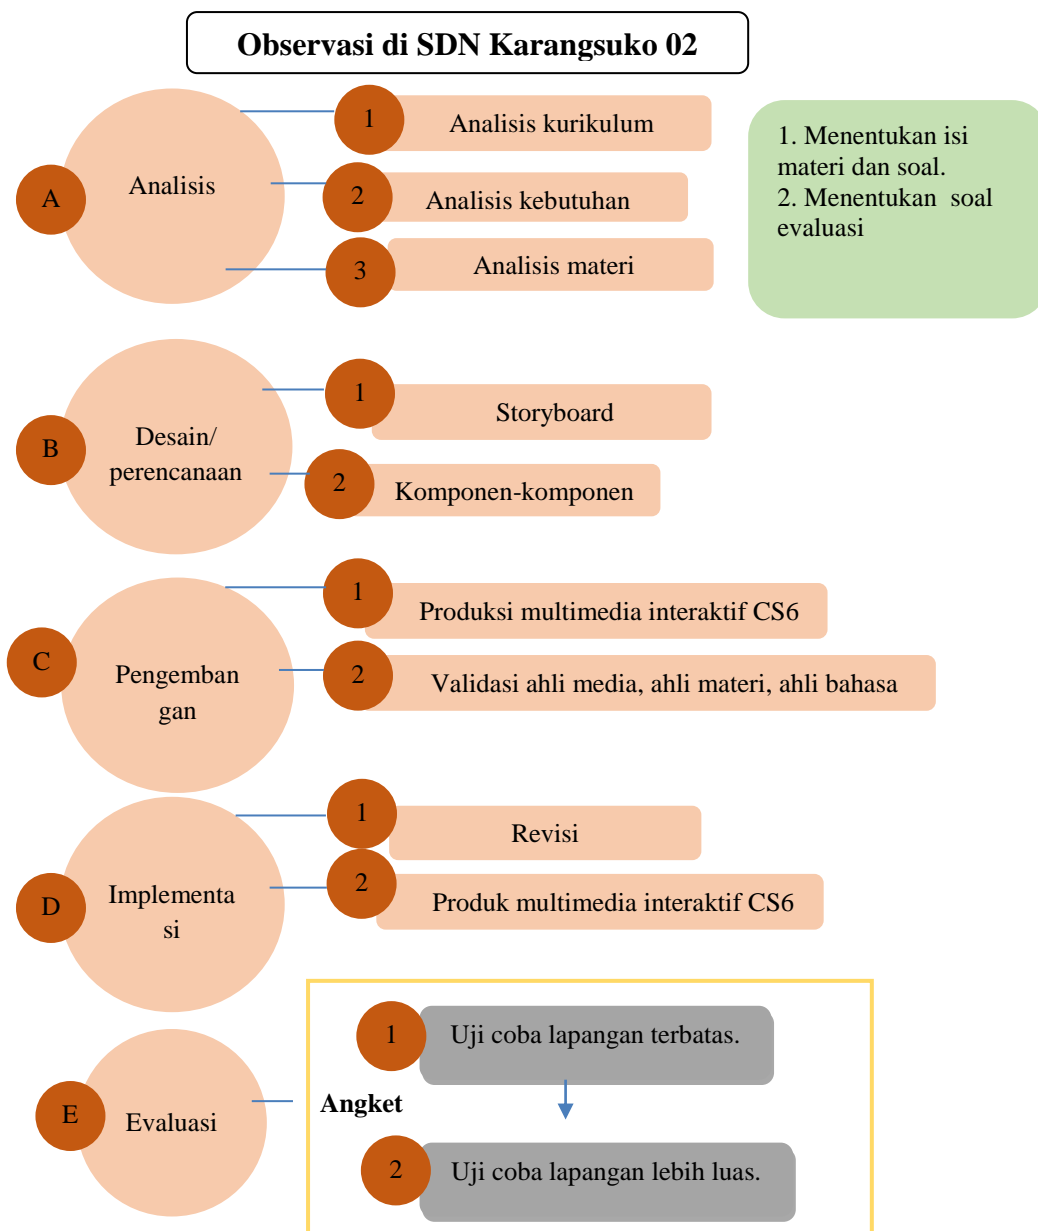 Observasi di SDN Karangsuko 02
A
Analisis
1
Analisis kurikulum
2
Analisis kebutuhan
3
Analisis materi
1. Menentukan isi
materi dan soal.
2. Menentukan  soal
evaluasi
B
Desain/
perencanaan
1
Storyboard
2
Komponen-komponen
C
Pengemban
gan
1
Produksi multimedia interaktif CS6
2
Validasi ahli media, ahli materi, ahli bahasa
D
Implementa
si
1
Revisi
2
Produk multimedia interaktif CS6
E
Evaluasi
Angket
1
Uji coba lapangan terbatas.
2
Uji coba lapangan lebih luas.